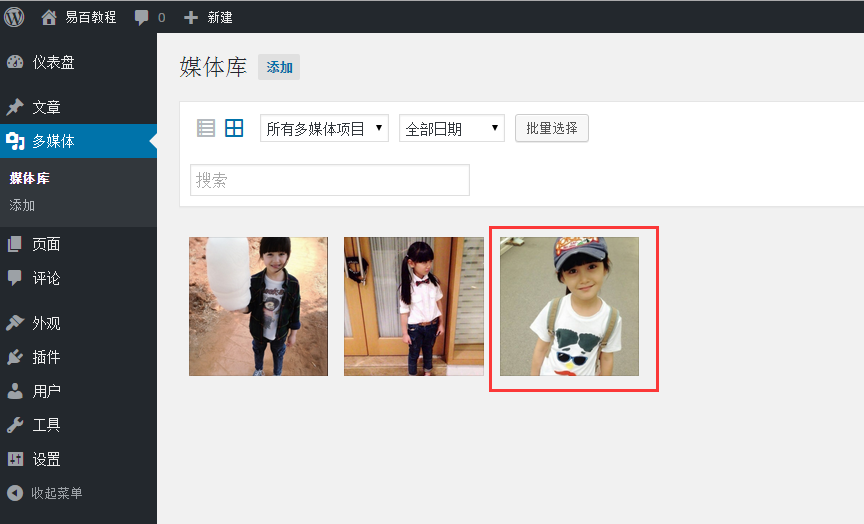 易百教程 0 新建
仪表盘
文章
多媒体
媒体库
添加
页面
评论
外观
插件
用户
工具
设置
收起菜单
媒体库 添加
所有多媒体项目 全部日期 批量选择
搜索